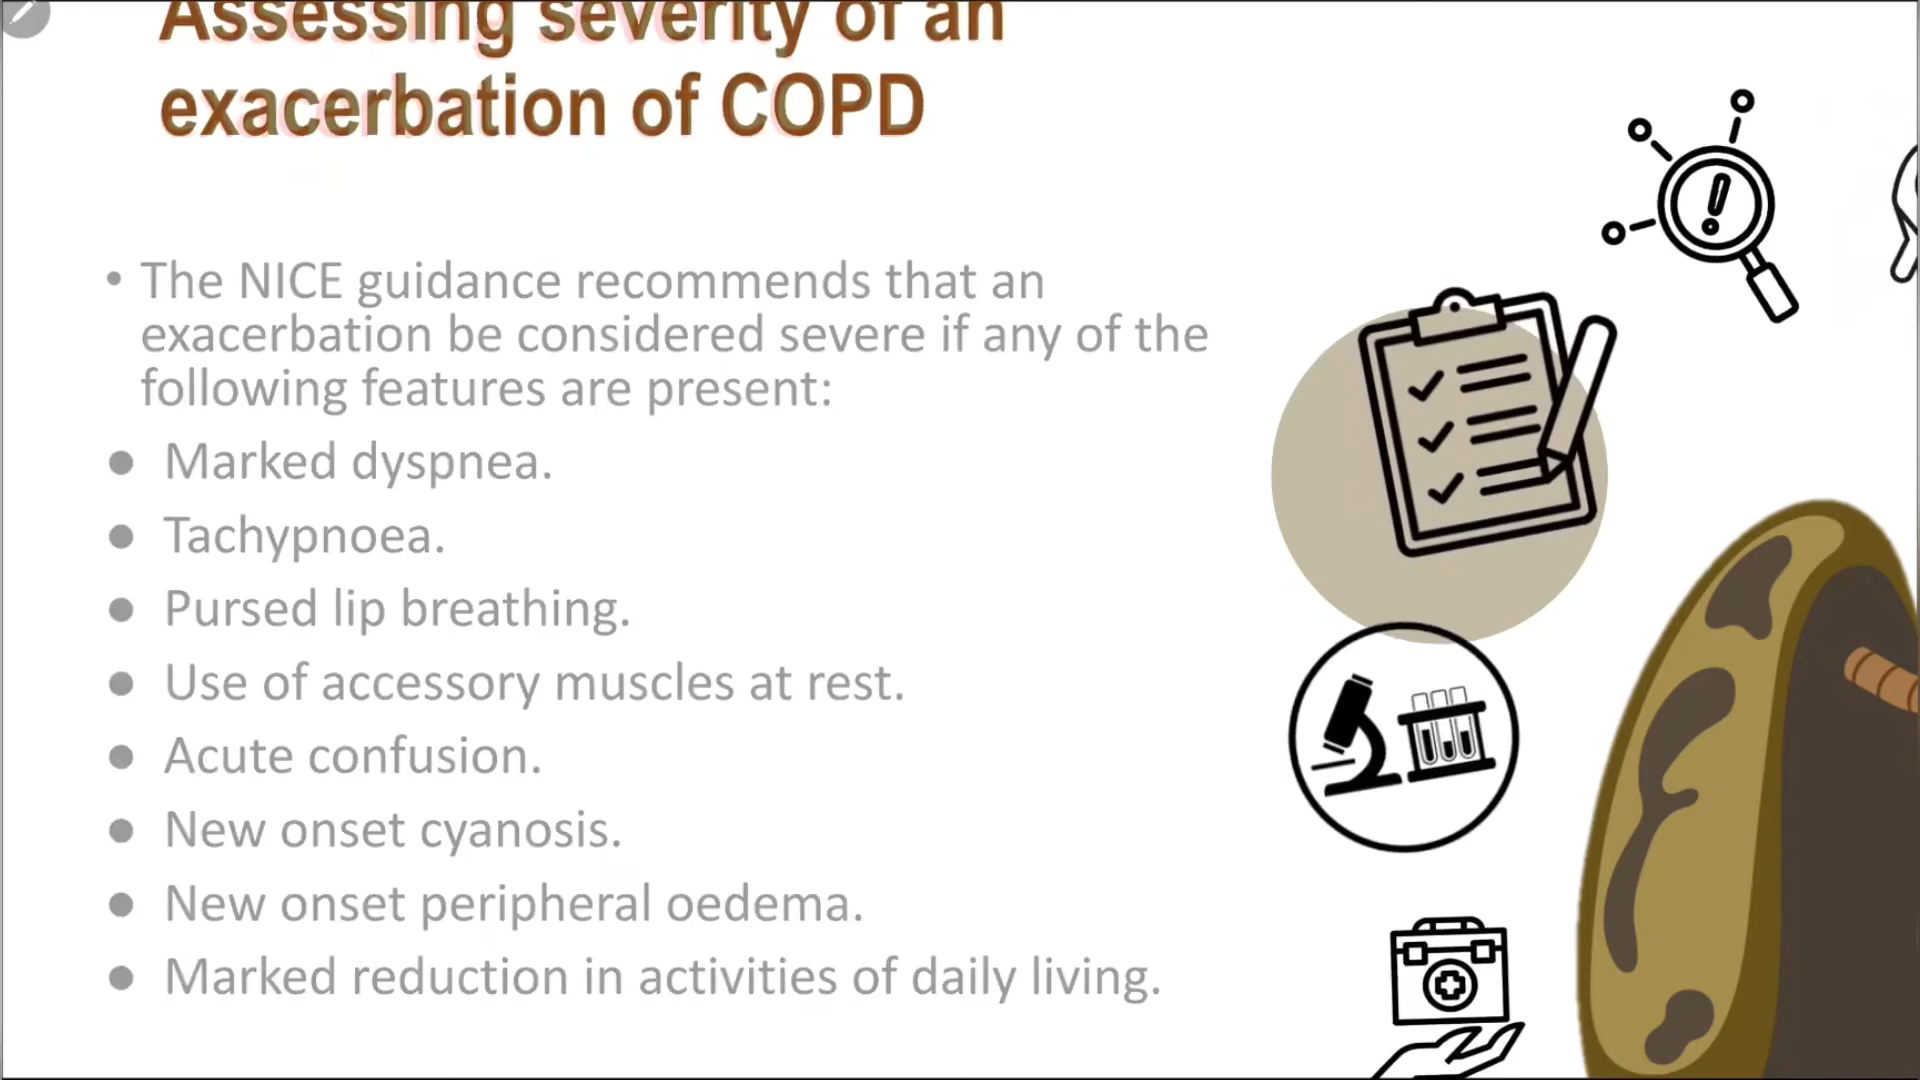 Assessing severity of an
exacerbation of COPD
• The NICE guidance recommends that an
exacerbation be considered severe if any of the
following features are present:
● Marked dyspnea.
● Tachypnoea.
● Pursed lip breathing.
● Use of accessory muscles at rest.
● Acute confusion.
● New onset cyanosis.
● New onset peripheral oedema.
● Marked reduction in activities of daily living.